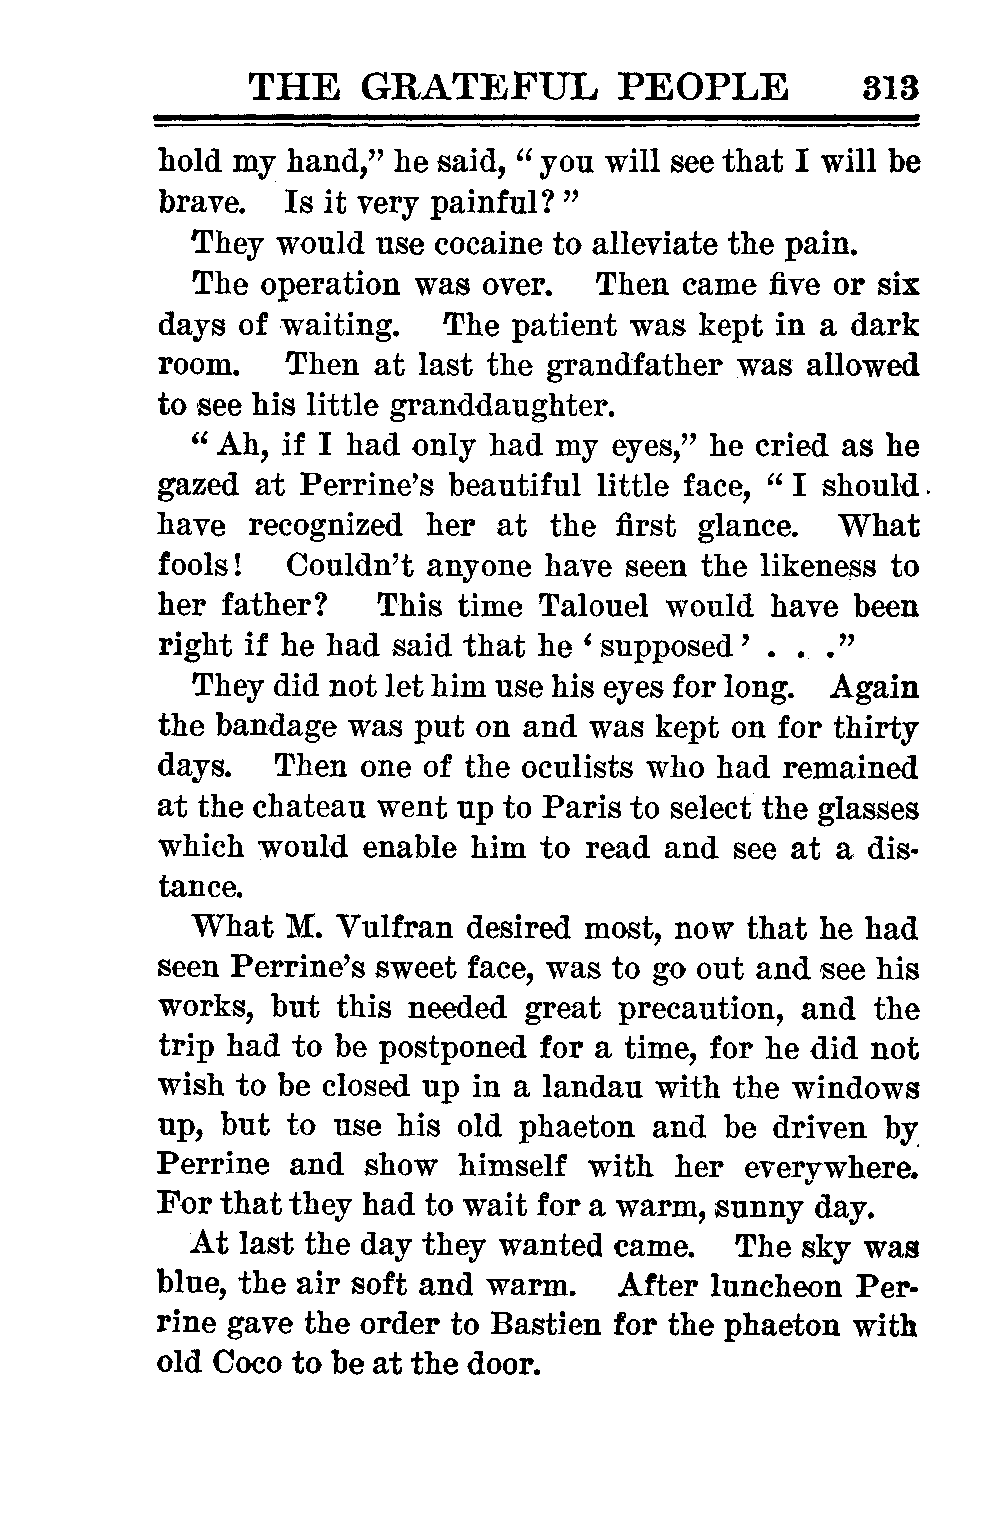 THE GRATEFUL PEOPLE 313
hold my hand,” he said, “ you will see that I will be
brave. Is it very painful? ”
They would use cocaine to alleviate the pain.
The operation was over. Then came five or six
days of waiting. The patient was kept in a dark
room. Then at last the grandfather was allowed
to see his little granddaughter.
“ Ah, if I had only had my eyes,” he cried as he
gazed at Perrine’s beautiful little face, “ I should
have recognized her at the first glance. What
fools! Couldn’t anyone have seen the likeness to
her father? This time Talouel would have been
right if he had said that he ‘ supposed ’ . . .”
They did not let him use his eyes for long. Again
the bandage was put on and was kept on for thirty
days. Then one of the oculists who had remained
at the chateau went up to Paris to select the glasses
which would enable him to read and see at a dis-
tance.
What M. Vulfran desired most, now that he had
seen Perrine’s sweet face, was to go out and see his
works, but this needed great precaution, and the
trip had to be postponed for a time, for he did not
wish to be closed up in a landau with the windows
up, but to use his old phaeton and be driven by
Perrine and show himself with her everywhere.
For that they had to wait for a warm, sunny day.
At last the day they wanted came. The sky was
blue, the air soft and warm. After luncheon Per-
rine gave the order to Bastien for the phaeton with
old Coco to be at the door.